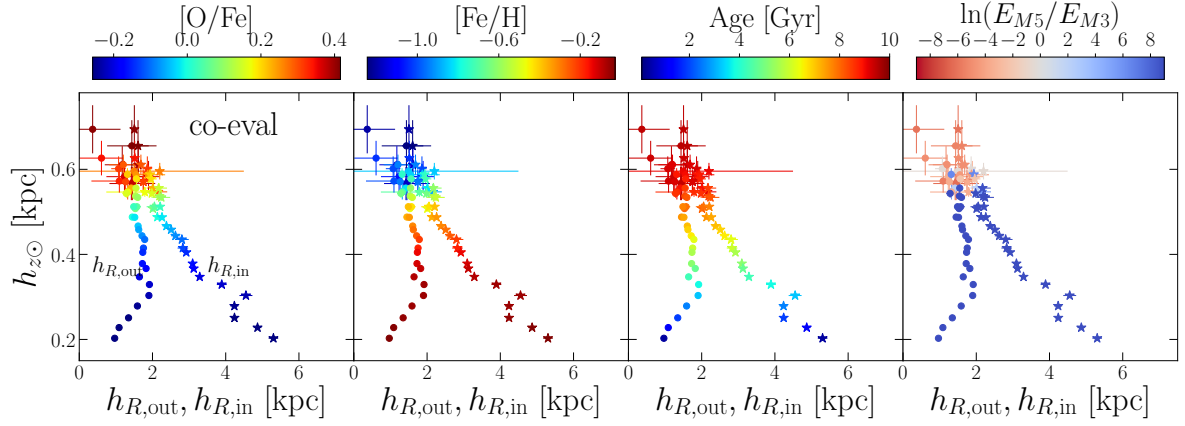 [O/Fe] [Fe/H] Age [Gyr] ln(E_{M5}/E_{M3})
−0.2 0.0 0.2 0.4 −1.0 −0.6 −0.2 0 2 4 6 8 10 −8 −6 −4 −2 0 2 4 6 8
co-eval
0.6
h_{z⊙} [kpc]
0.4
h_{R,out} h_{R,in}
0.2
0 2 4 6 0 2 4 6 0 2 4 6 0 2 4 6
h_{R,out}, h_{R,in} [kpc] h_{R,out}, h_{R,in} [kpc] h_{R,out}, h_{R,in} [kpc] h_{R,out}, h_{R,in} [kpc]